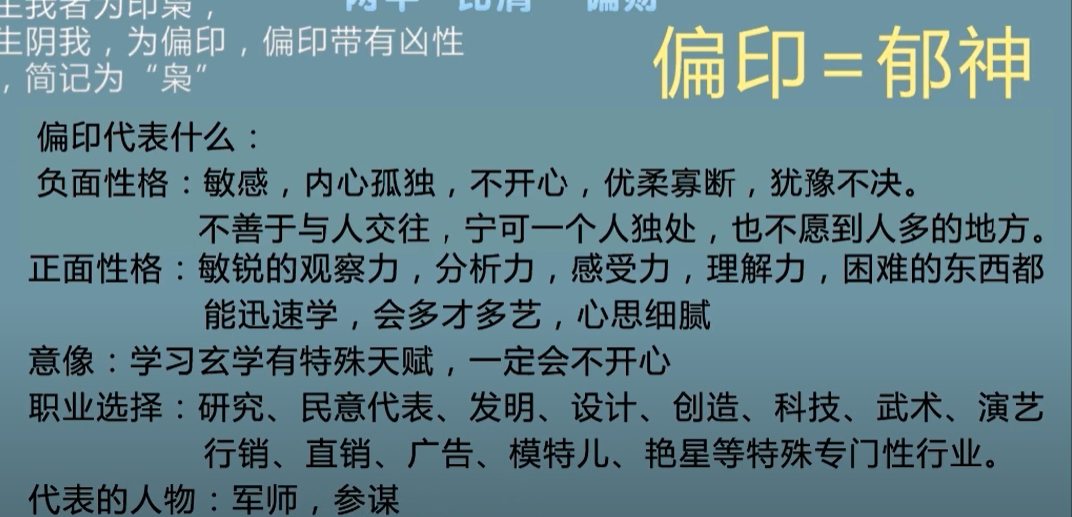 生我者为印枭，
生阴我，为偏印，偏印带有凶性
，简记为“枭”
偏印=郁神
偏印代表什么：
负面性格：敏感，内心孤独，不开心，优柔寡断，犹豫不决。
不善于与人交往，宁可一个人独处，也不愿到人多的地方。
正面性格：敏锐的观察力，分析力，感受力，理解力，困难的东西都
能迅速学，会多才多艺，心思细腻
意像：学习玄学有特殊天赋，一定会不开心
职业选择：研究、民意代表、发明、设计、创造、科技、武术、演艺
行销、直销、广告、模特儿、艳星等特殊专门性行业。
代表的人物：军师，参谋